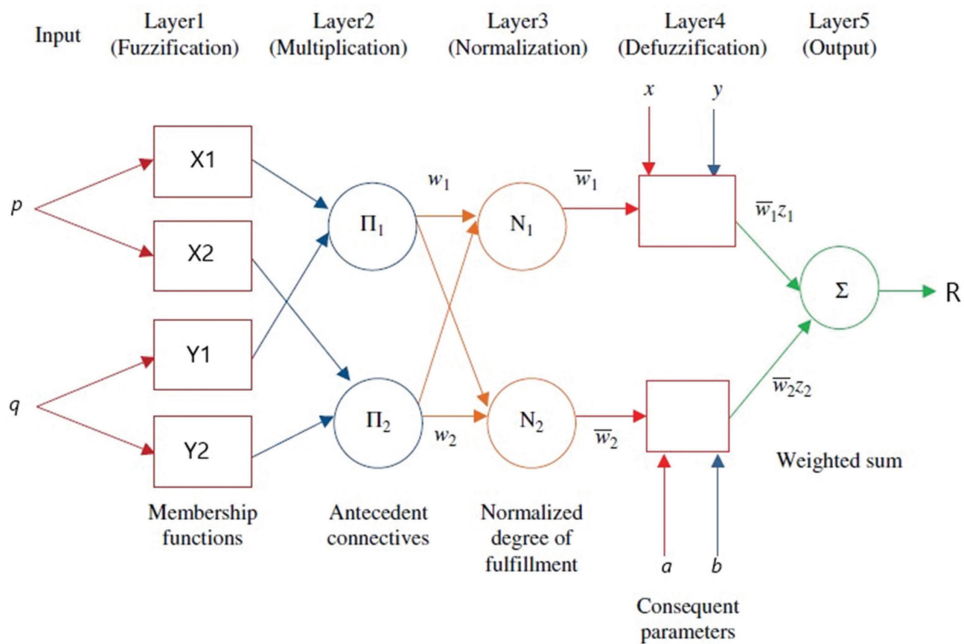 Input
Layer1
(Fuzzification)
Layer2
(Multiplication)
Layer3
(Normalization)
Layer4
(Defuzzification)
Layer5
(Output)
x
y
p
X1
X2
q
Y1
Y2
Π₁
Π₂
w₁
w₂
N₁
N₂
w̅₁
w̅₂
w̅₁z₁
w̅₂z₂
Σ
R
Weighted sum
Membership
functions
Antecedent
connectives
Normalized
degree of
fulfillment
a
b
Consequent
parameters